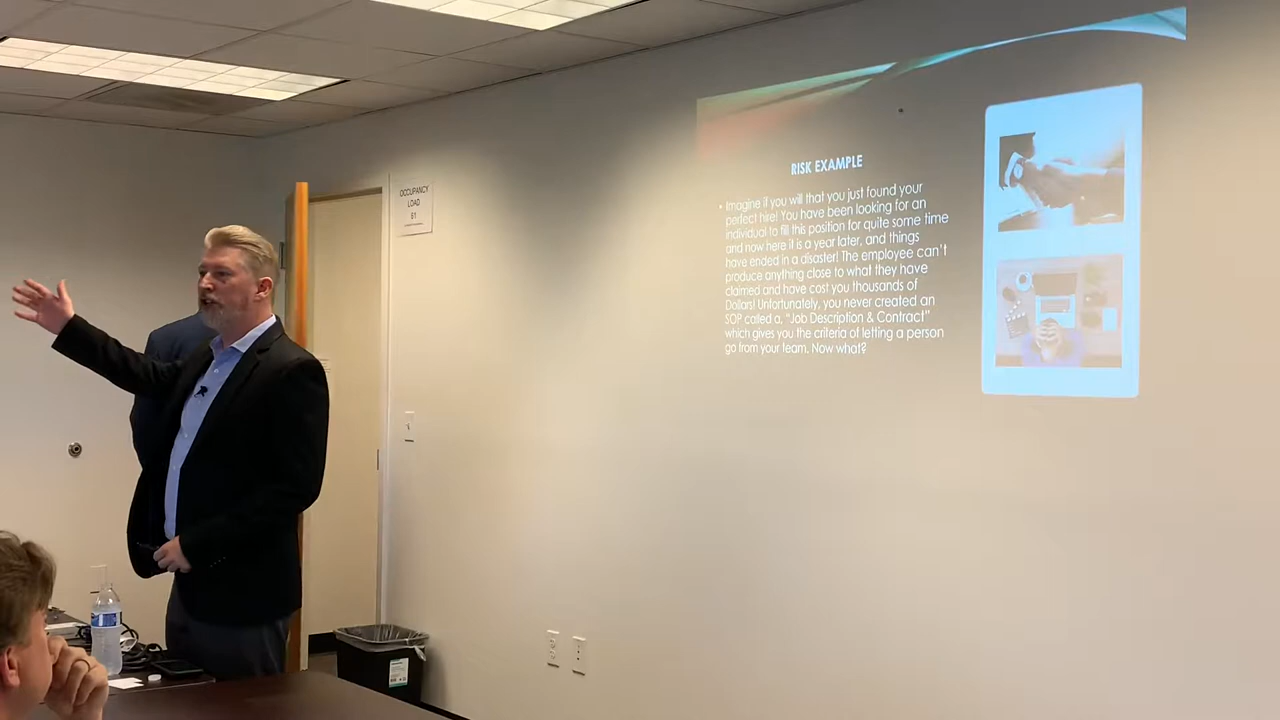 OCCUPANCY
LOAD
61
RISK EXAMPLE
• Imagine if you will that you just found your
perfect hire! You have been looking for an
individual to fill this position for quite some time
and now here it is a year later, and things
have ended in a disaster! The employee can't
produce anything close to what they have
claimed and have cost you thousands of
Dollars! Unfortunately, you never created an
SOP called a, "Job Description & Contract"
which gives you the criteria of letting a person
go from your team. Now what?